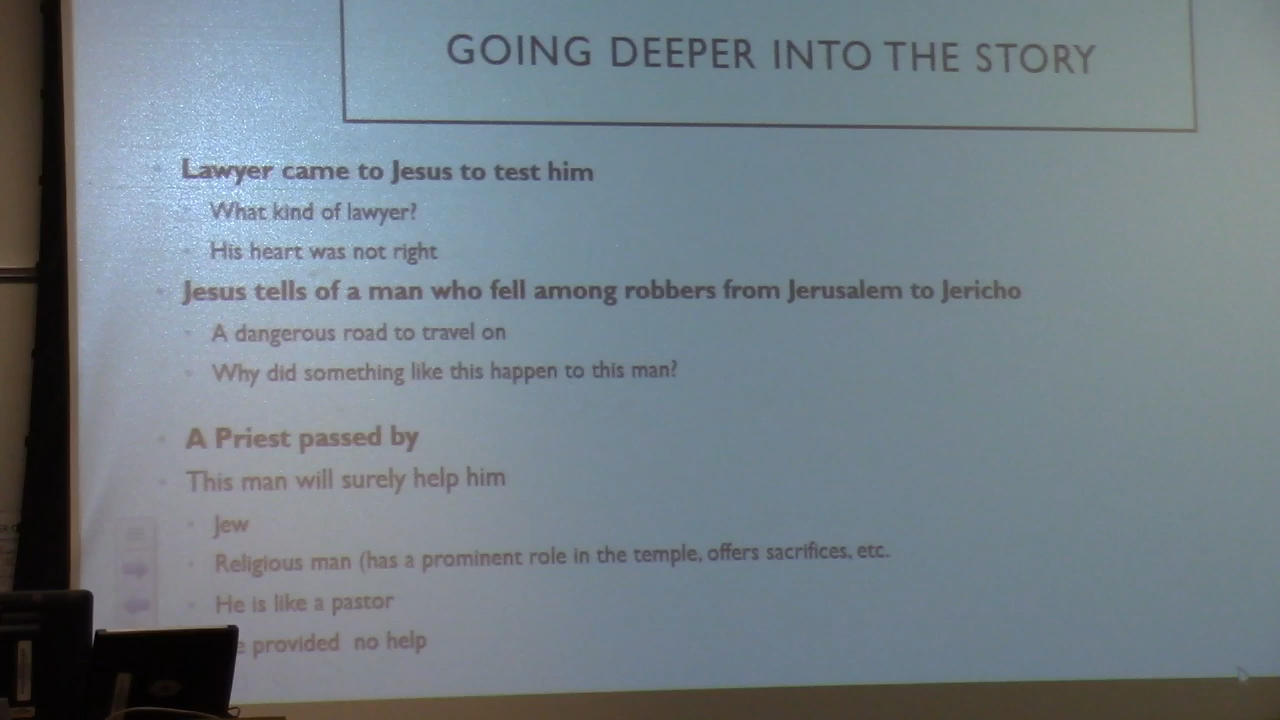 GOING DEEPER INTO THE STORY
Lawyer came to Jesus to test him
What kind of lawyer?
His heart was not right
Jesus tells of a man who fell among robbers from Jerusalem to Jericho
A dangerous road to travel on
Why did something like this happen to this man?
A Priest passed by
This man will surely help him
Jew
Religious man (has a prominent role in the temple, offers sacrifices, etc.
He is like a pastor
provided no help